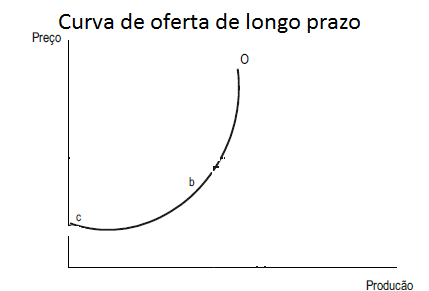 Curva de oferta de longo prazo
Preço
O
b
c
Producão